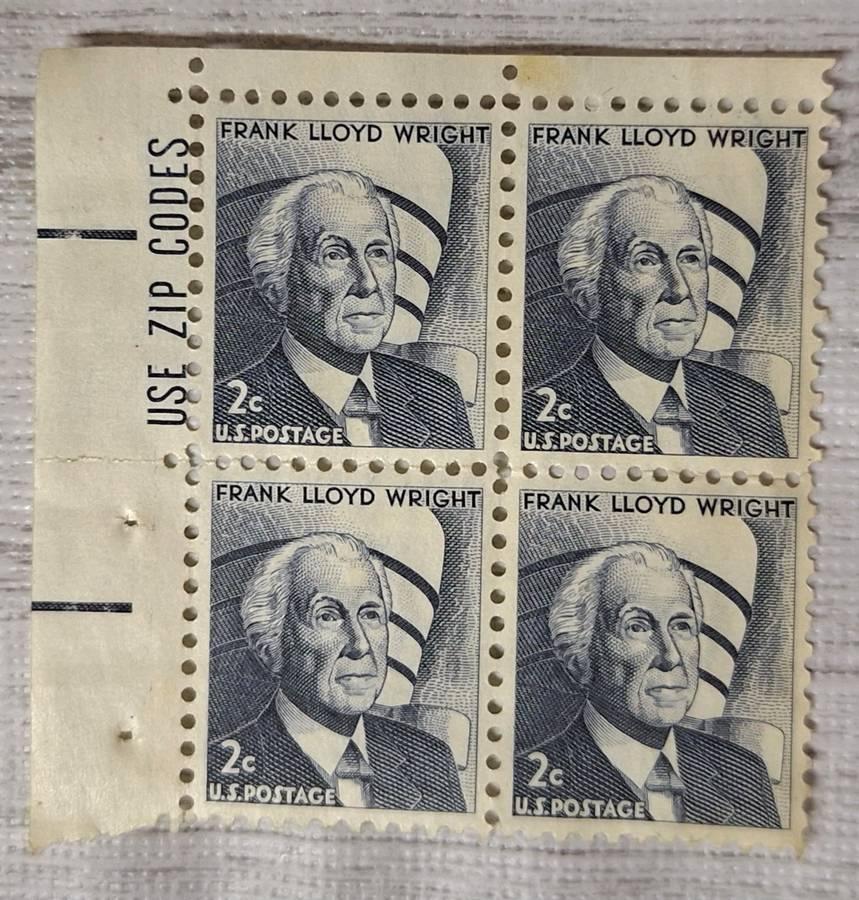 USE ZIP CODES
FRANK LLOYD WRIGHT
2c
U.S.POSTAGE
FRANK LLOYD WRIGHT
2c
U.S.POSTAGE
FRANK LLOYD WRIGHT
2c
U.S.POSTAGE
FRANK LLOYD WRIGHT
2c
U.S.POSTAGE